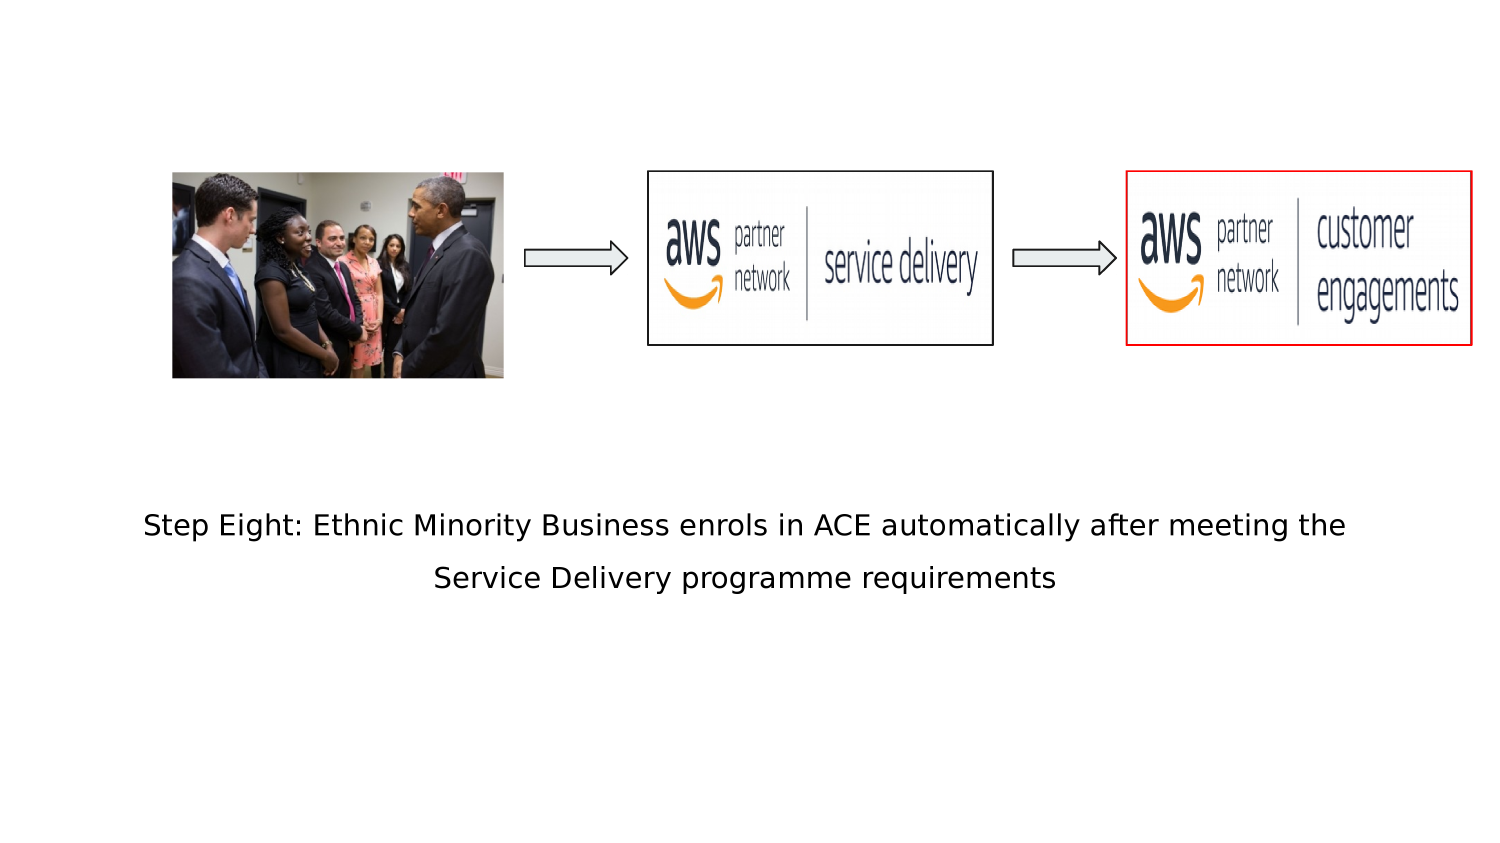 aws partner network service delivery
aws partner network customer engagements
Step Eight: Ethnic Minority Business enrols in ACE automatically after meeting the
Service Delivery programme requirements